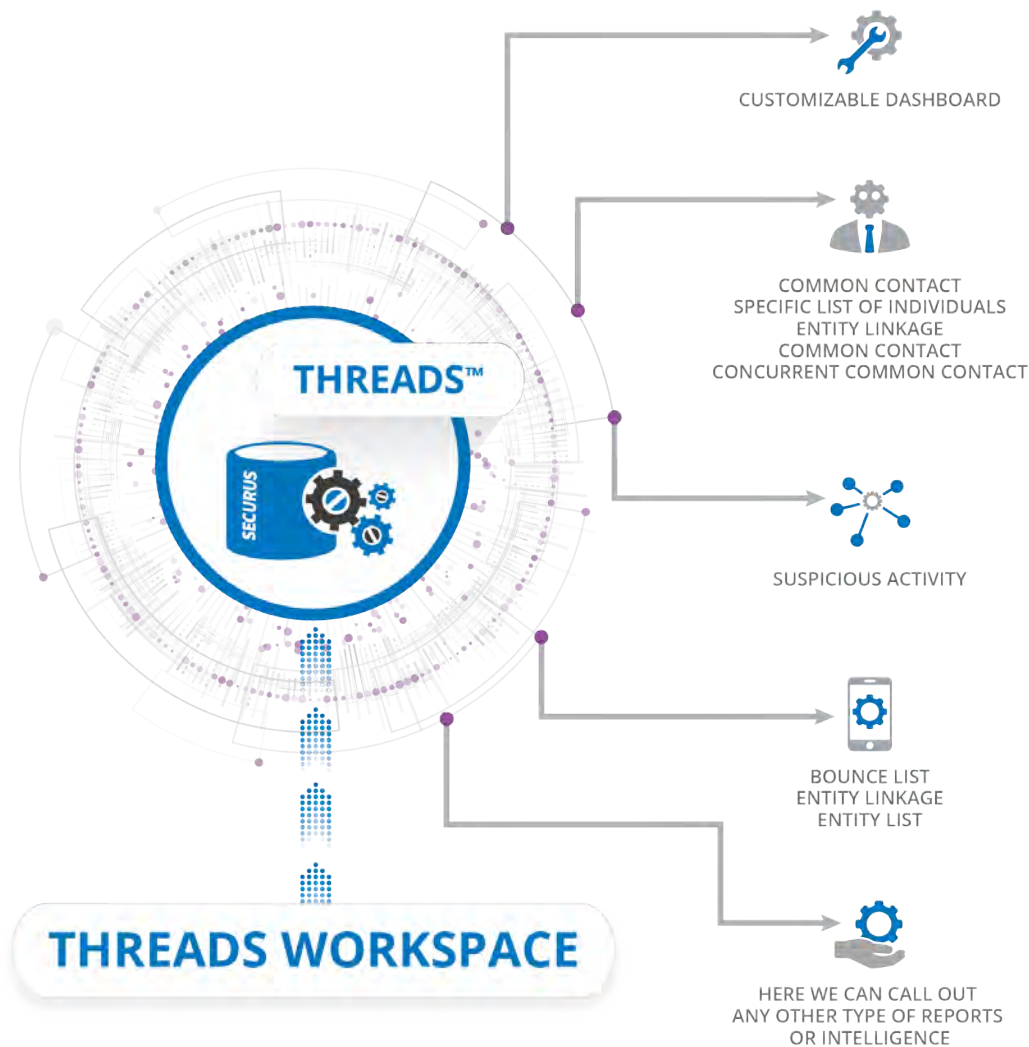 CUSTOMIZABLE DASHBOARD
COMMON CONTACT
SPECIFIC LIST OF INDIVIDUALS
ENTITY LINKAGE
COMMON CONTACT
CONCURRENT COMMON CONTACT
THREADS™
SECURUS
SUSPICIOUS ACTIVITY
BOUNCE LIST
ENTITY LINKAGE
ENTITY LIST
THREADS WORKSPACE
HERE WE CAN CALL OUT
ANY OTHER TYPE OF REPORTS
OR INTELLIGENCE